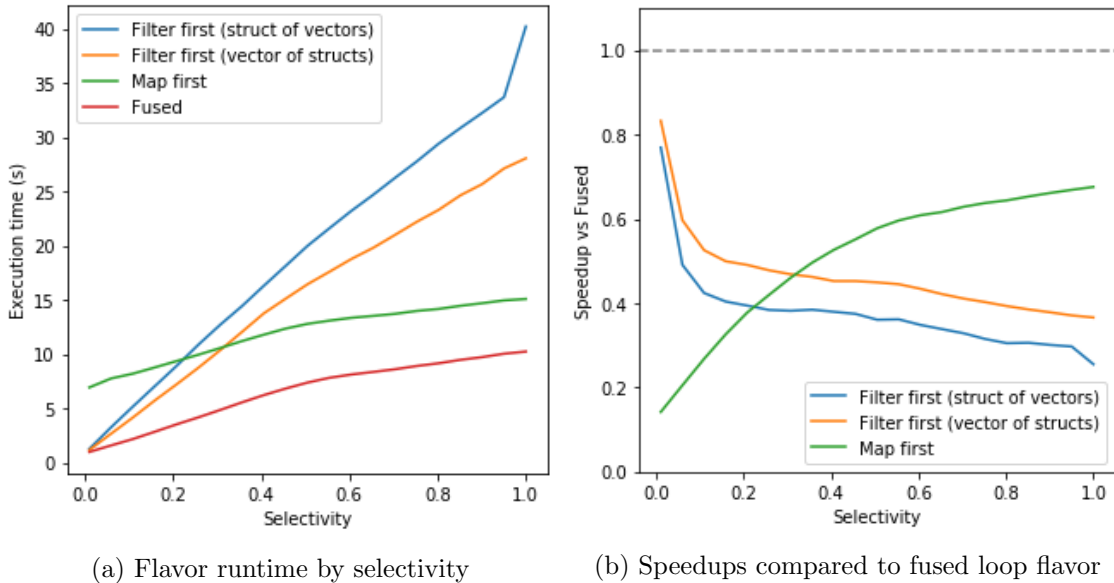 40
35
30
25
20
15
10
5
0
Execution time (s)
Filter first (struct of vectors)
Filter first (vector of structs)
Map first
Fused
0.0 0.2 0.4 0.6 0.8 1.0
Selectivity
(a) Flavor runtime by selectivity
1.0
0.8
0.6
0.4
0.2
0.0
Speedup vs Fused
Filter first (struct of vectors)
Filter first (vector of structs)
Map first
0.0 0.2 0.4 0.6 0.8 1.0
Selectivity
(b) Speedups compared to fused loop flavor